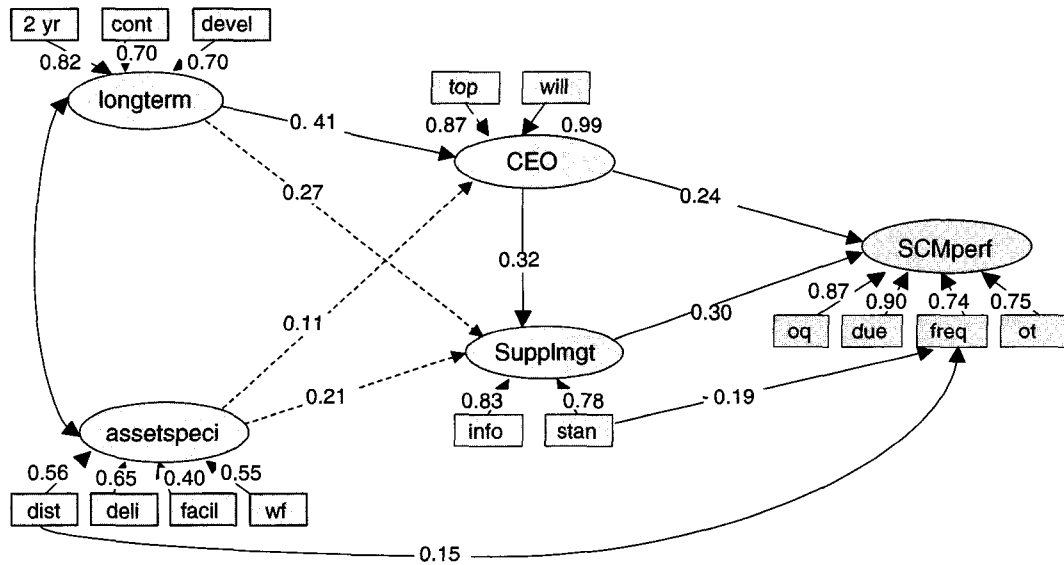 2 yr
cont
devel
0.82
0.70
0.70
longterm
top
will
0.87
0.99
0. 41
CEO
0.27
0.24
SCMperf
0.32
0.87
0.90
0.74
0.75
0.11
0.30
oq
due
freq
ot
Supplmgt
0.21
0.83
0.78
- 0.19
info
stan
assetspeci
0.56
0.65
0.40
0.55
dist
deli
facil
wf
0.15